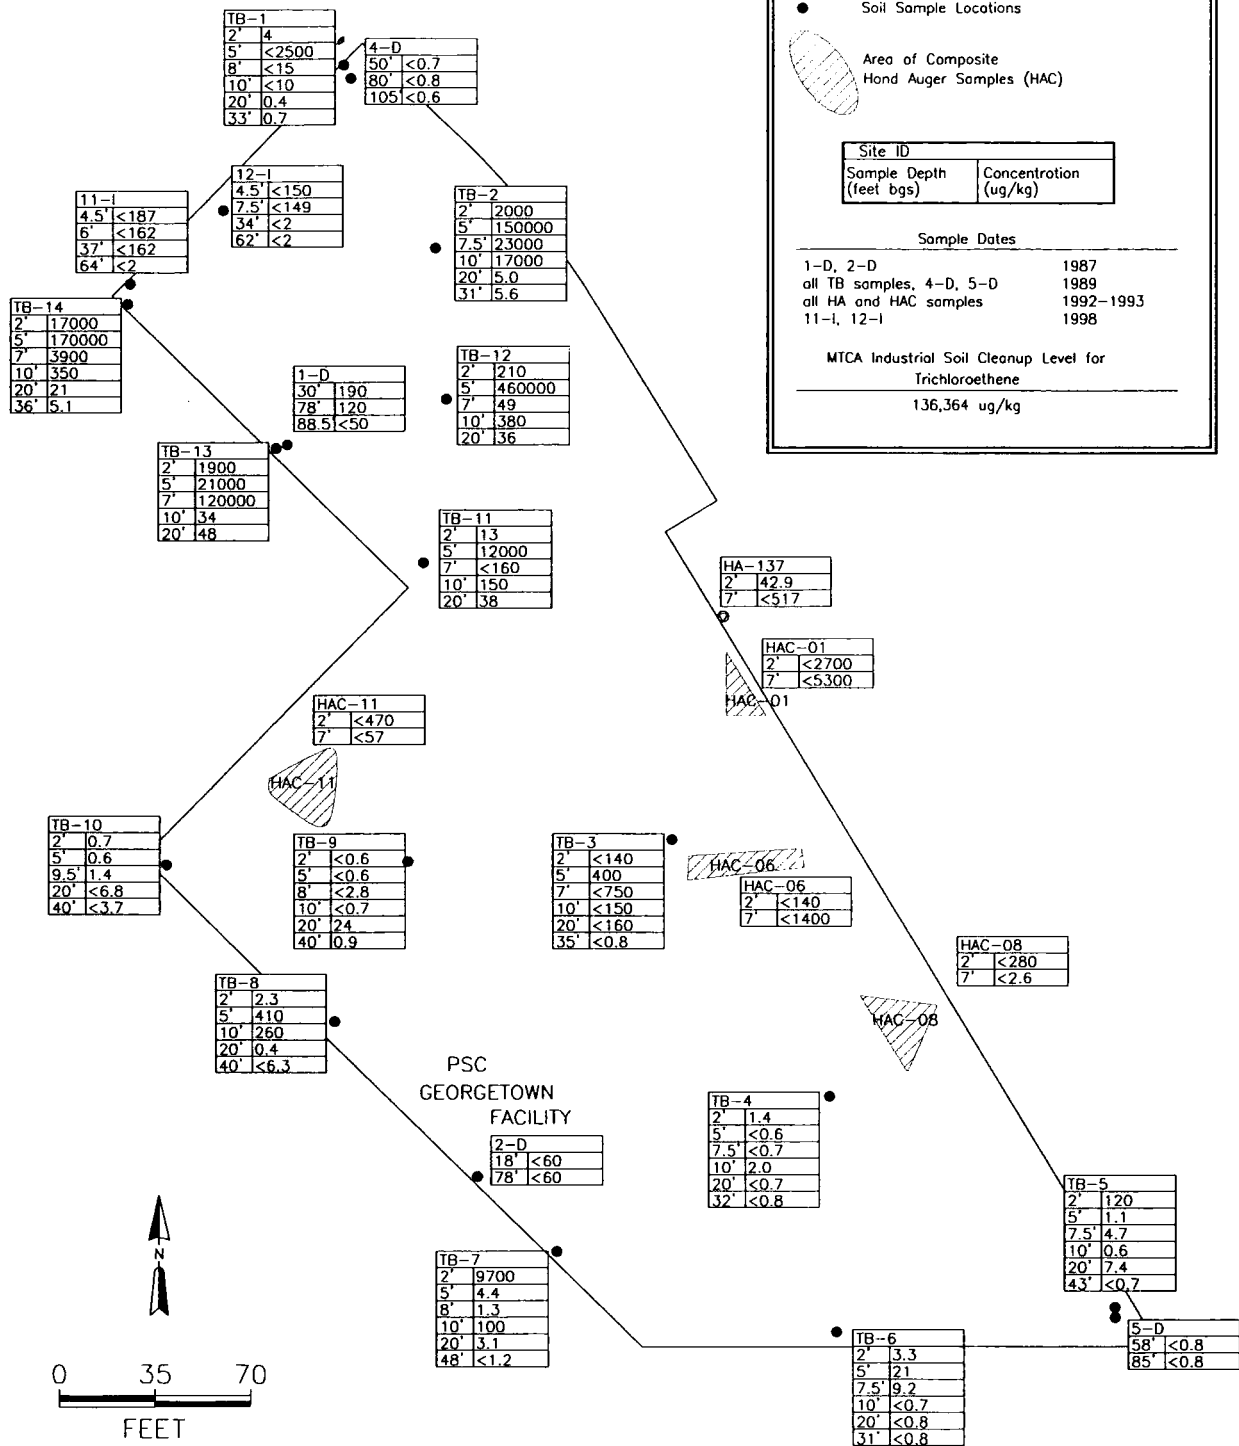 Soil Sample Locations
Area of Composite
Hand Auger Samples (HAC)
Site ID
Sample Depth (feet bgs) Concentration (ug/kg)
Sample Dates
1-D, 2-D 1987
all TB samples, 4-D, 5-D 1989
all HA and HAC samples 1992-1993
11-I, 12-I 1998
MTCA Industrial Soil Cleanup Level for
Trichloroethene
136,364 ug/kg
TB-1
2' 4
5' <2500
8' <15
10' <10
20' 0.4
33' 0.7
4-D
50' <0.7
80' <0.8
105' <0.6
12-I
4.5' <150
7.5' <149
34' <2
62' <2
11-I
4.5' <187
6' <162
37' <162
64' <2
TB-2
2' 2000
5' 150000
7.5' 23000
10' 17000
20' 5.0
31' 5.6
TB-14
2' 17000
5' 170000
7' 3900
10' 350
20' 21
36' 5.1
1-D
30' 190
78' 120
88.5' <50
TB-12
2' 210
5' 460000
7' 49
10' 380
20' 36
TB-13
2' 1900
5' 21000
7' 120000
10' 34
20' 48
TB-11
2' 13
5' 12000
7' <160
10' 150
20' 38
HA-137
2' 42.9
7' <517
HAC-01
2' <2700
7' <5300
HAC-01
HAC-11
2' <470
7' <57
HAC-11
TB-10
2' 0.7
5' 0.6
9.5' 1.4
20' <6.8
40' <3.7
TB-9
2' <0.6
5' <0.6
8' <2.8
10' <0.7
20' 24
40' 0.9
TB-3
2' <140
5' 400
7' <750
10' <150
20' <160
35' <0.8
HAC-06
HAC-06
2' <140
7' <1400
HAC-08
2' <280
7' <2.6
HAC-08
TB-8
2' 2.3
5' 410
10' 260
20' 0.4
40' <6.3
PSC
GEORGETOWN
FACILITY
2-D
18' <60
78' <60
TB-4
2' 1.4
5' <0.6
7.5' <0.7
10' 2.0
20' <0.7
32' <0.8
TB-5
2' 120
5' 1.1
7.5' 4.7
10' 0.6
20' 7.4
43' <0.7
TB-7
2' 9700
5' 4.4
8' 1.3
10' 100
20' 3.1
48' <1.2
TB-6
2' 3.3
5' 21
7.5' 9.2
10' <0.7
20' <0.8
31' <0.8
5-D
58' <0.8
85' <0.8
N
0 35 70
FEET